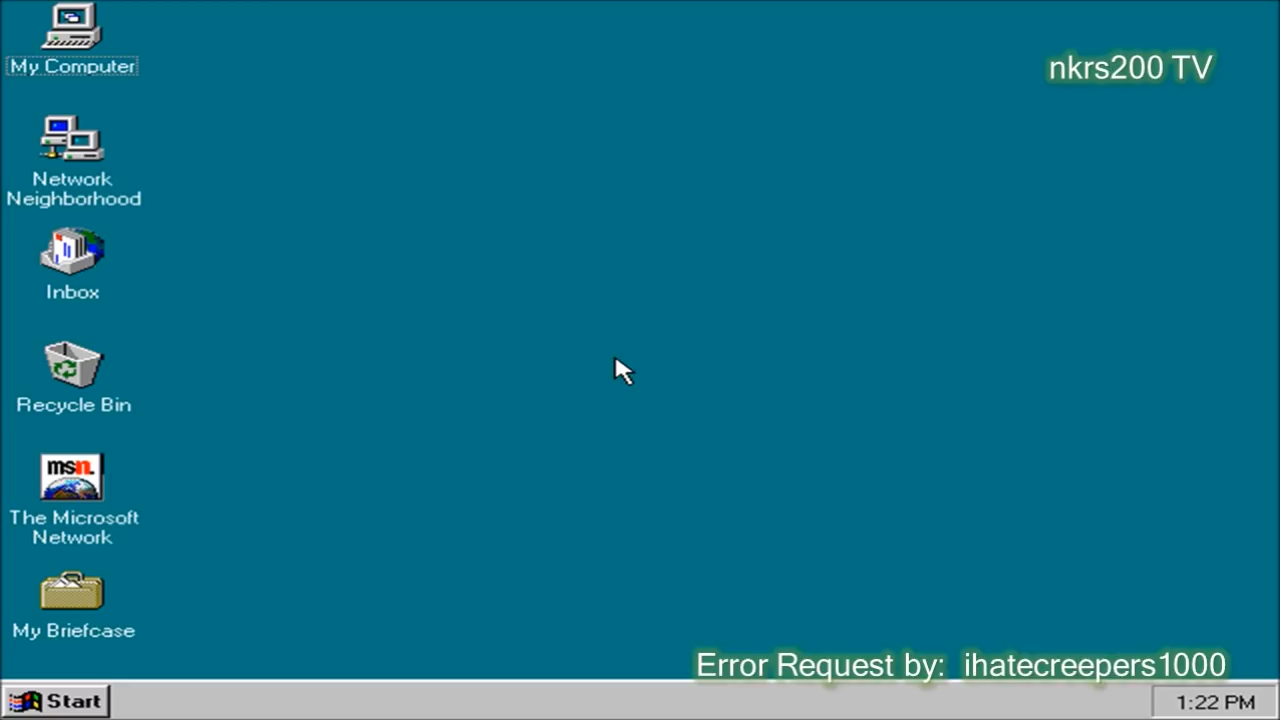 My Computer
nkrs200 TV
Network
Neighborhood
Inbox
Recycle Bin
msn.
The Microsoft
Network
My Briefcase
Error Request by: ihatecreepers1000
Start
1:22 PM